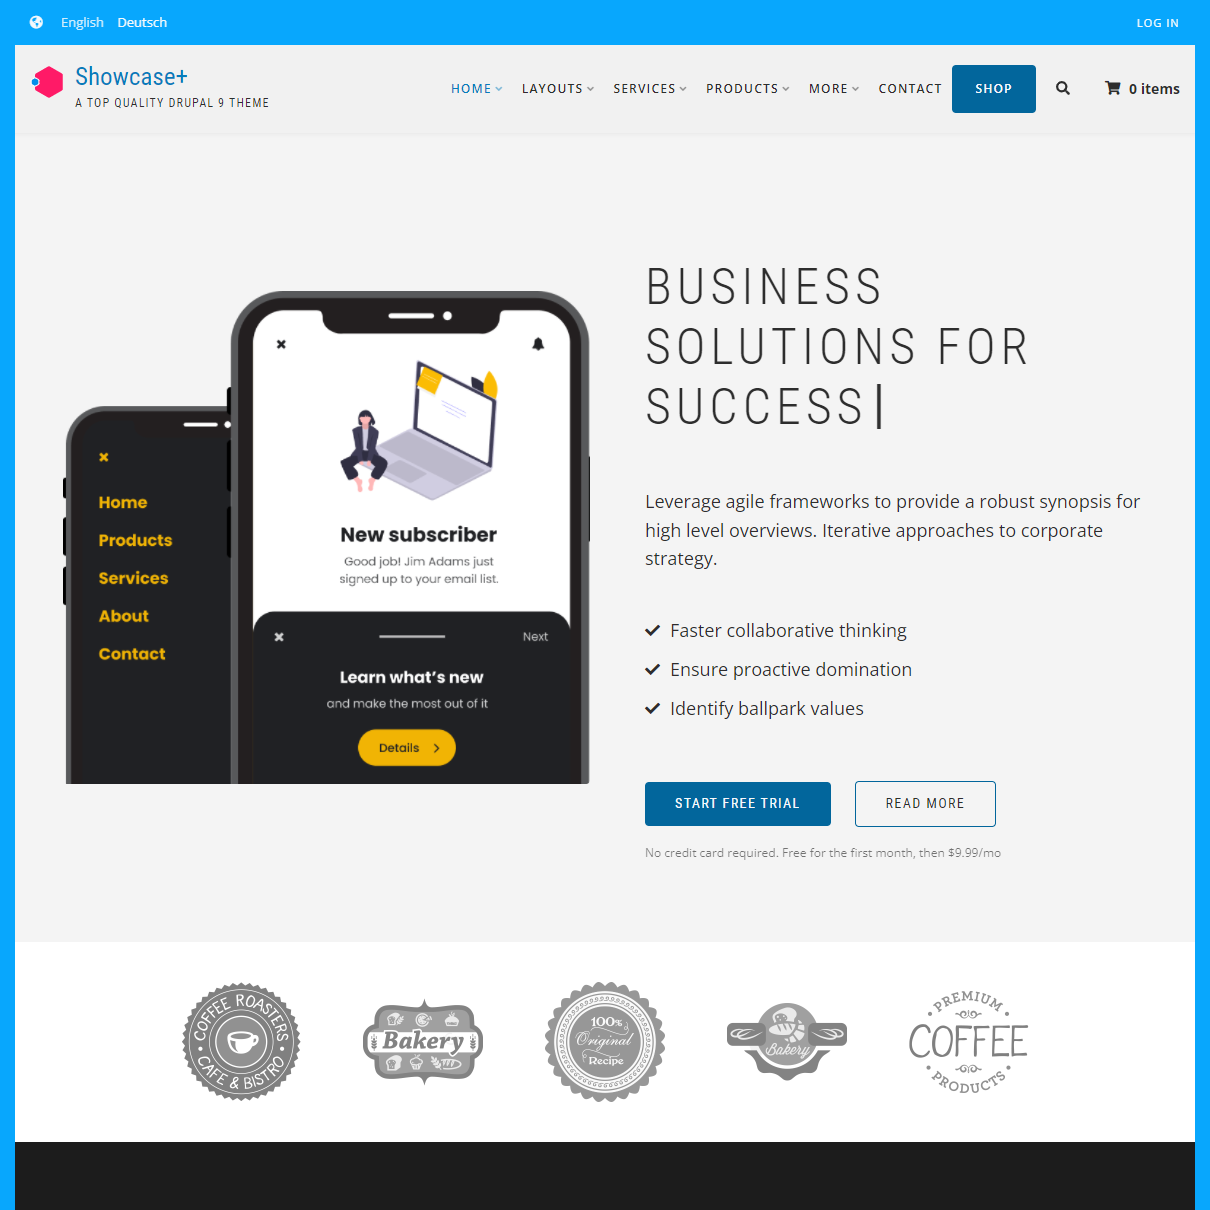 English Deutsch
LOG IN
Showcase+
A TOP QUALITY DRUPAL 9 THEME
HOME LAYOUTS SERVICES PRODUCTS MORE CONTACT SHOP 0 items
BUSINESS
SOLUTIONS FOR
SUCCESS
Home
Products
Services
About
Contact
New subscriber
Good job! Jim Adams just
signed up to your email list.
Next
Learn what's new
and make the most out of it
Details
Leverage agile frameworks to provide a robust synopsis for
high level overviews. Iterative approaches to corporate
strategy.
Faster collaborative thinking
Ensure proactive domination
Identify ballpark values
START FREE TRIAL READ MORE
No credit card required. Free for the first month, then $9.99/mo
COFFEE ROASTERS
CAFE & BISTRO
Bakery
100%
Original
Recipe
Bakery
PREMIUM
COFFEE
PRODUCTS